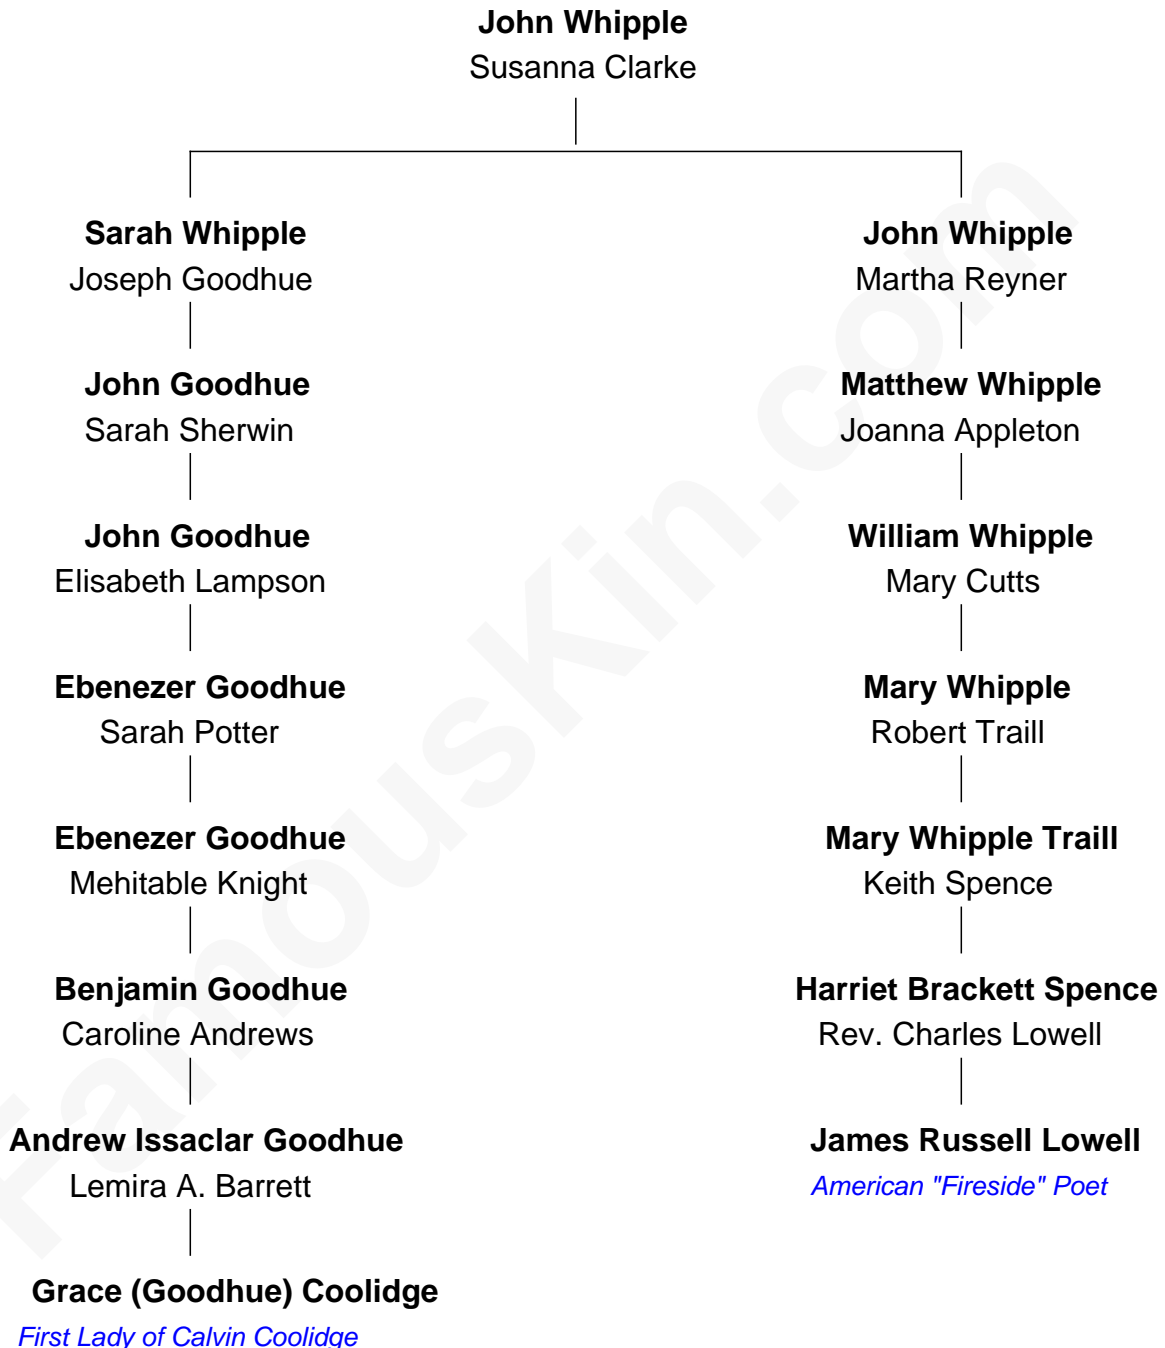 John Whipple
Susanna Clarke
Sarah Whipple
Joseph Goodhue
John Whipple
Martha Reyner
John Goodhue
Sarah Sherwin
Matthew Whipple
Joanna Appleton
John Goodhue
Elisabeth Lampson
William Whipple
Mary Cutts
Ebenezer Goodhue
Sarah Potter
Mary Whipple
Robert Traill
Ebenezer Goodhue
Mehitable Knight
Mary Whipple Traill
Keith Spence
Benjamin Goodhue
Caroline Andrews
Harriet Brackett Spence
Rev. Charles Lowell
Andrew Issaclar Goodhue
Lemira A. Barrett
James Russell Lowell
American "Fireside" Poet
Grace (Goodhue) Coolidge
First Lady of Calvin Coolidge
FamousKin.com